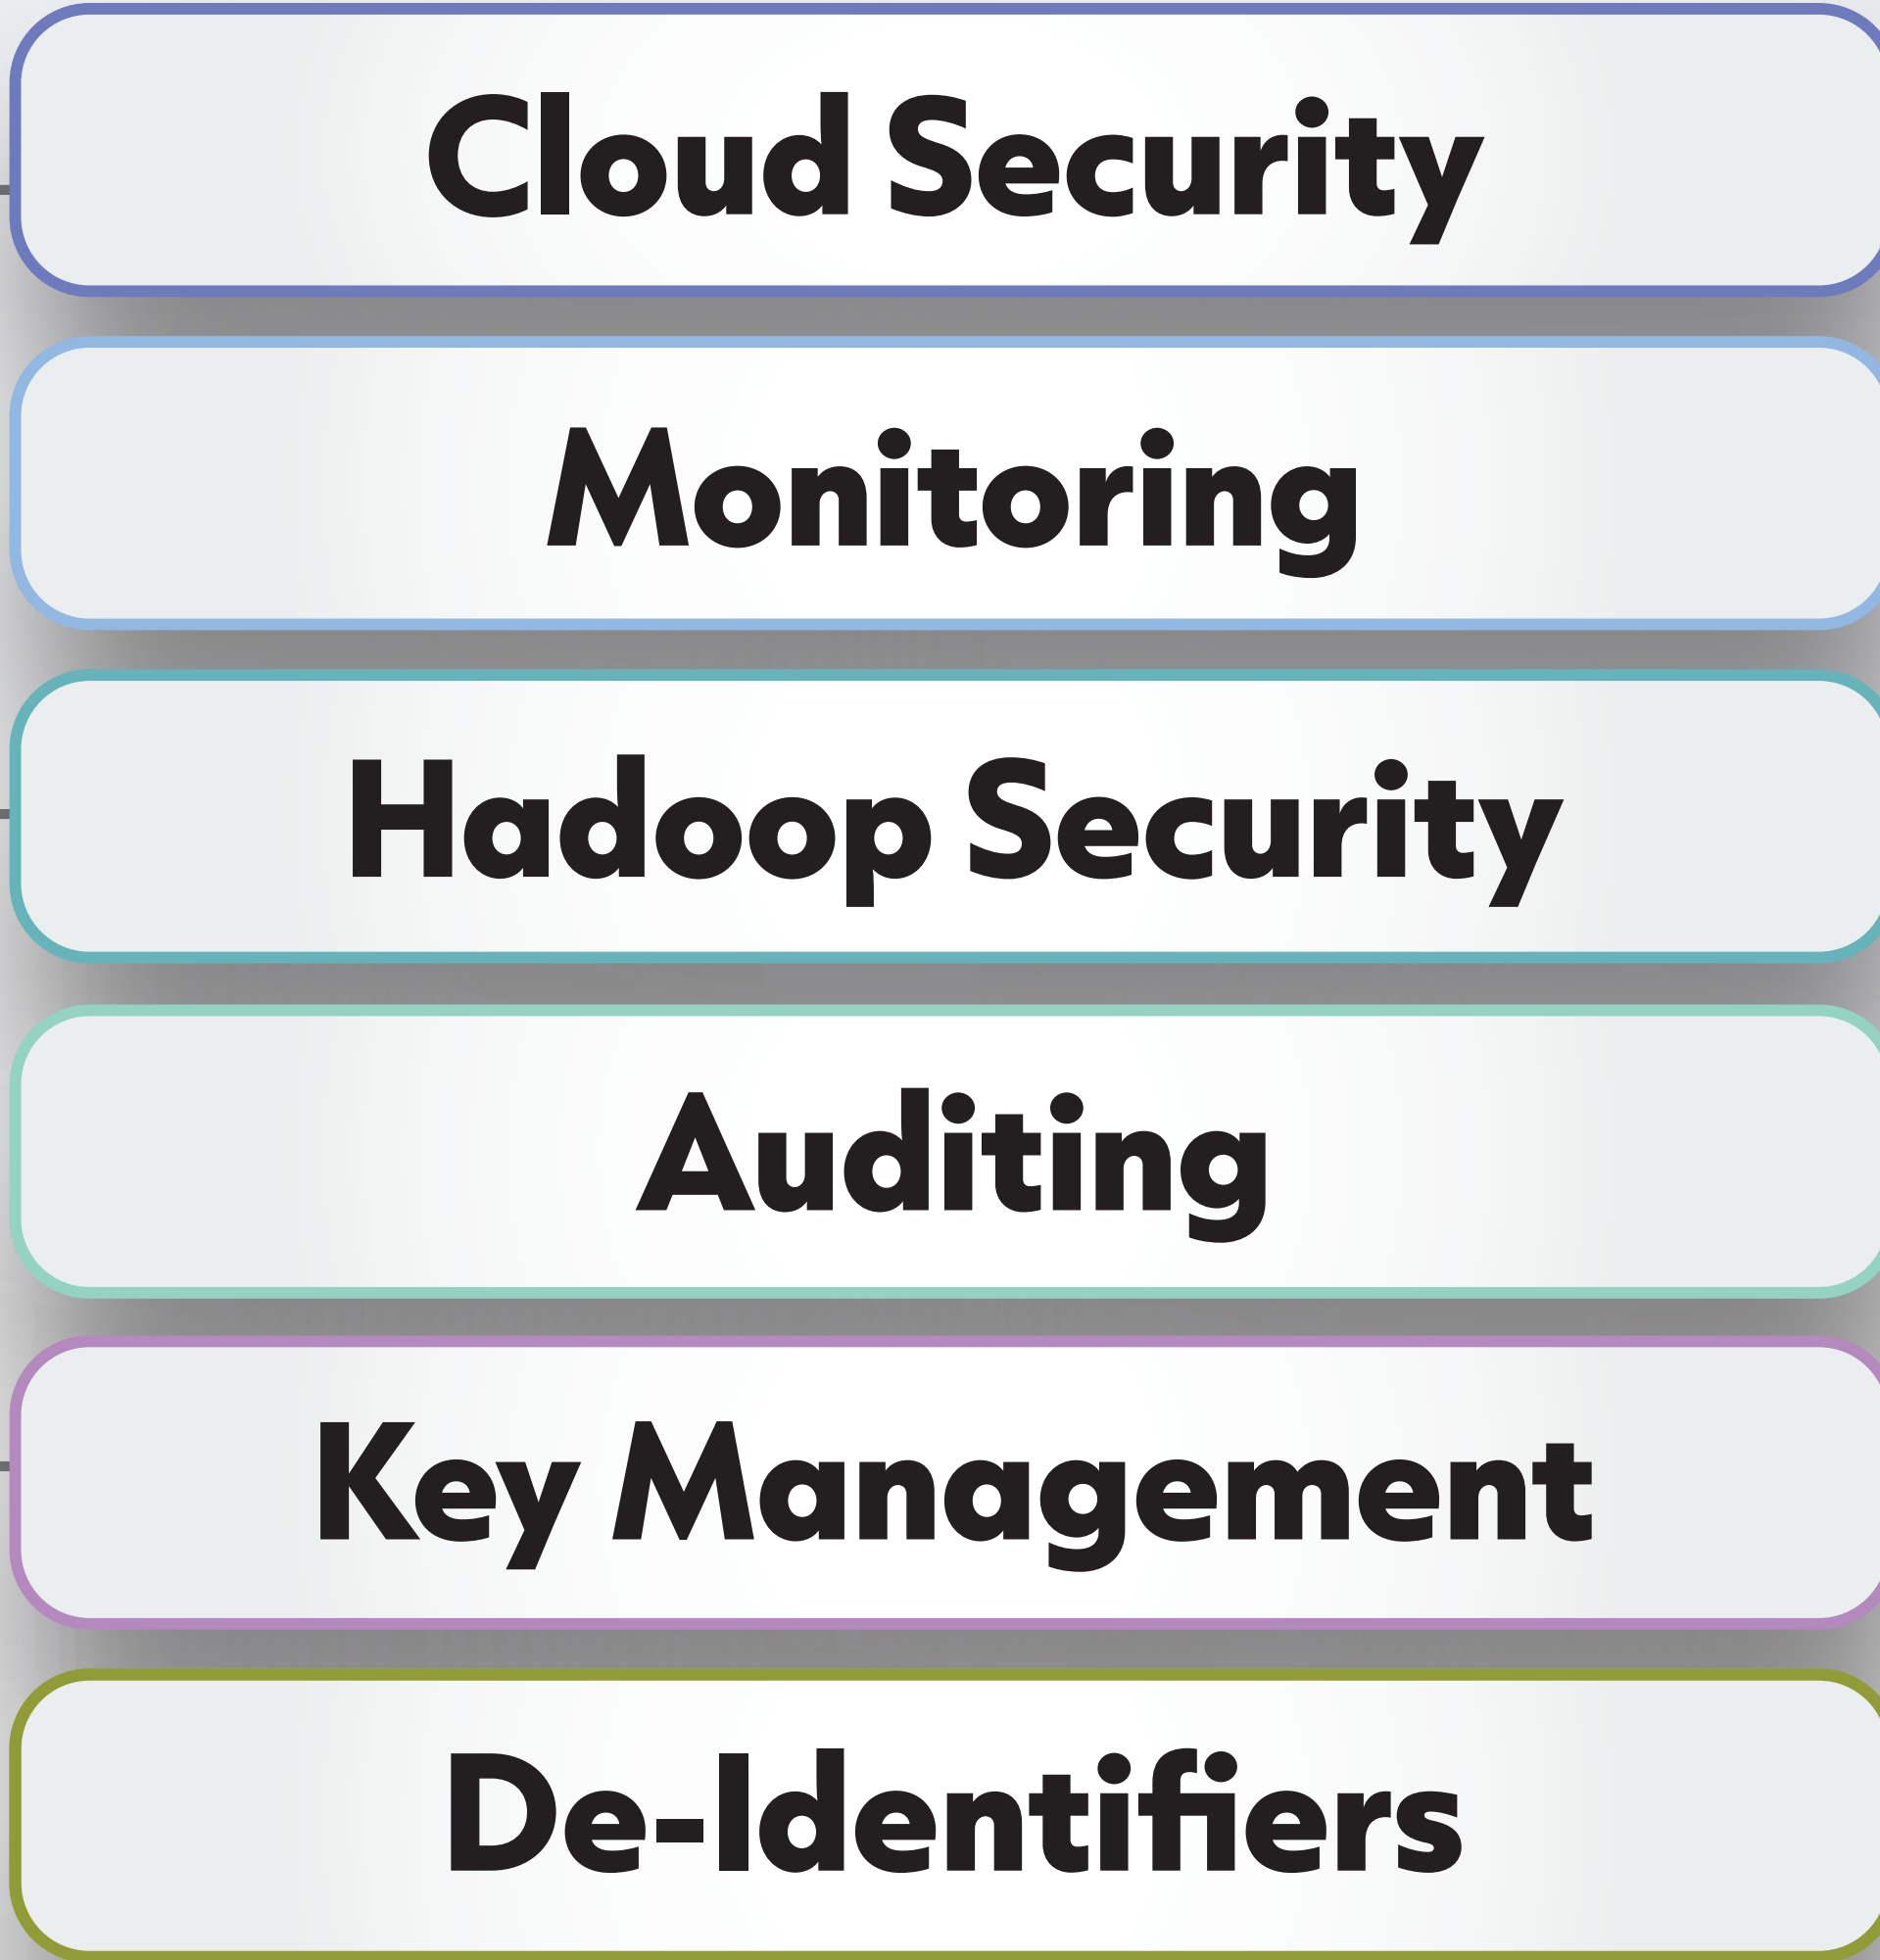 Cloud Security
Monitoring
Hadoop Security
Auditing
Key Management
De-Identifiers